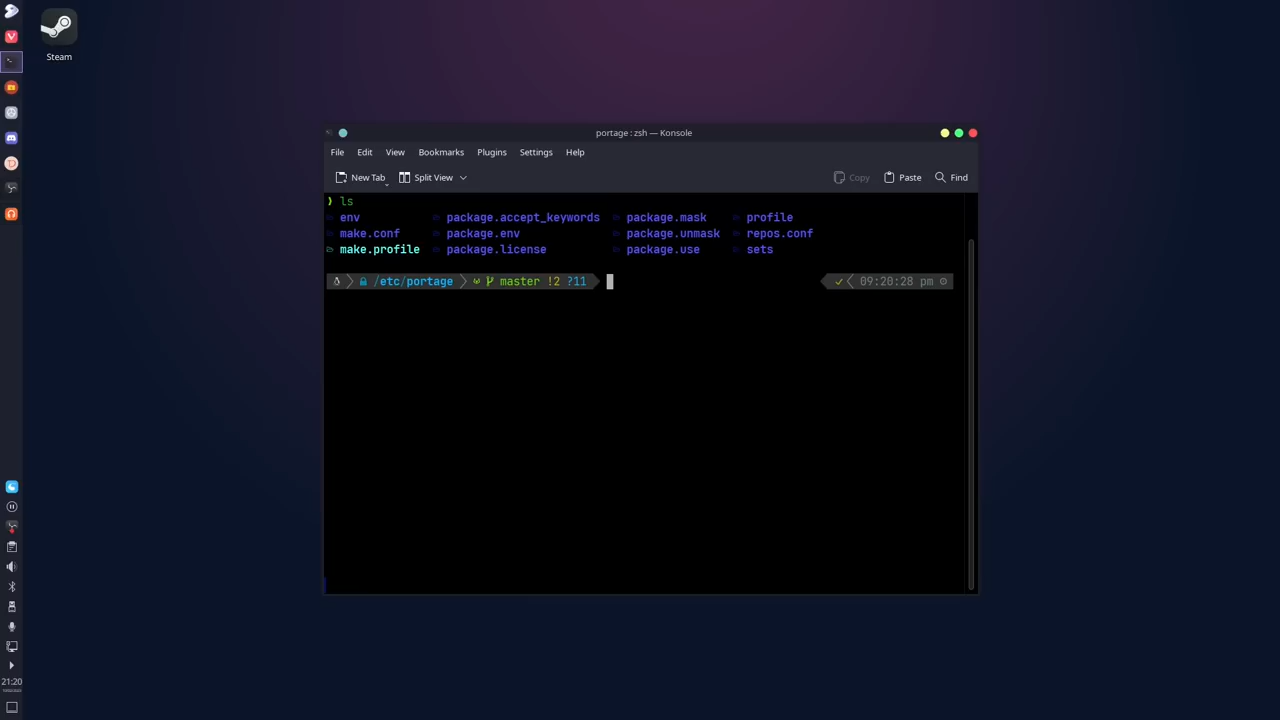 Steam
portage : zsh — Konsole
File Edit View Bookmarks Plugins Settings Help
New Tab Split View Copy Paste Find
❯ ls
env package.accept_keywords package.mask profile
make.conf package.env package.unmask repos.conf
make.profile package.license package.use sets
/etc/portage master !2 ?11 ✓ 09:20:28 pm
21:20